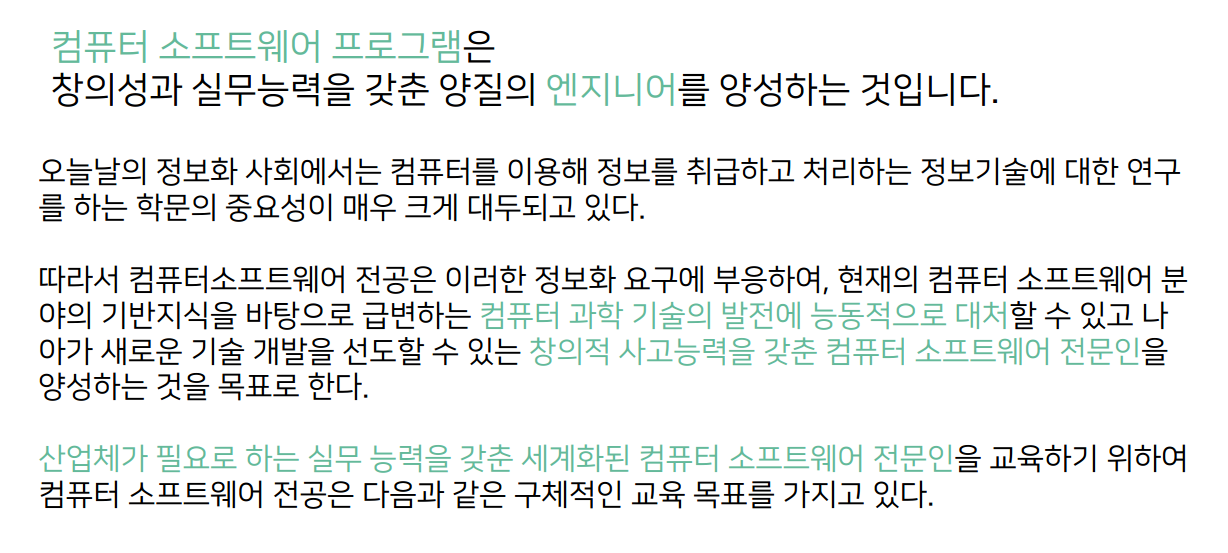 컴퓨터 소프트웨어 프로그램은
창의성과 실무능력을 갖춘 양질의 엔지니어를 양성하는 것입니다.
오늘날의 정보화 사회에서는 컴퓨터를 이용해 정보를 취급하고 처리하는 정보기술에 대한 연구
를 하는 학문의 중요성이 매우 크게 대두되고 있다.
따라서 컴퓨터소프트웨어 전공은 이러한 정보화 요구에 부응하여, 현재의 컴퓨터 소프트웨어 분
야의 기반지식을 바탕으로 급변하는 컴퓨터 과학 기술의 발전에 능동적으로 대처할 수 있고 나
아가 새로운 기술 개발을 선도할 수 있는 창의적 사고능력을 갖춘 컴퓨터 소프트웨어 전문인을
양성하는 것을 목표로 한다.
산업체가 필요로 하는 실무 능력을 갖춘 세계화된 컴퓨터 소프트웨어 전문인을 교육하기 위하여
컴퓨터 소프트웨어 전공은 다음과 같은 구체적인 교육 목표를 가지고 있다.